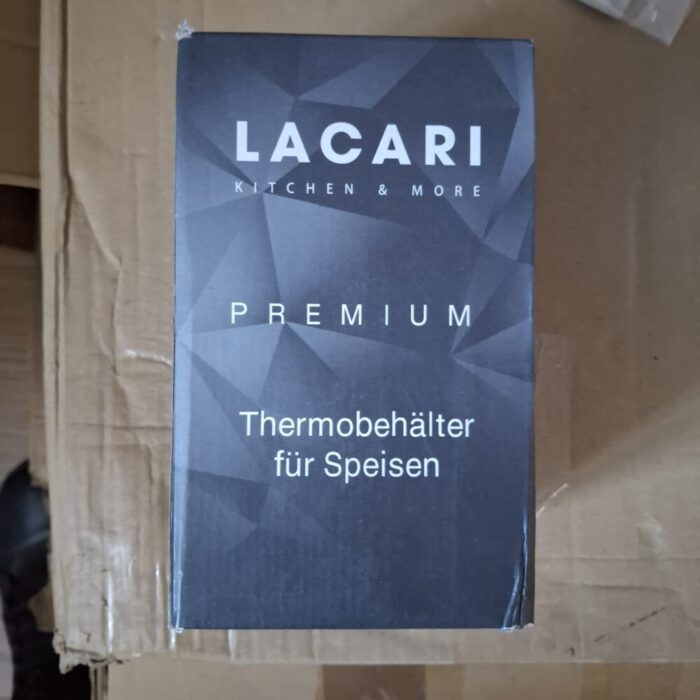 LACARI
KITCHEN & MORE
PREMIUM
Thermobehälter
für Speisen